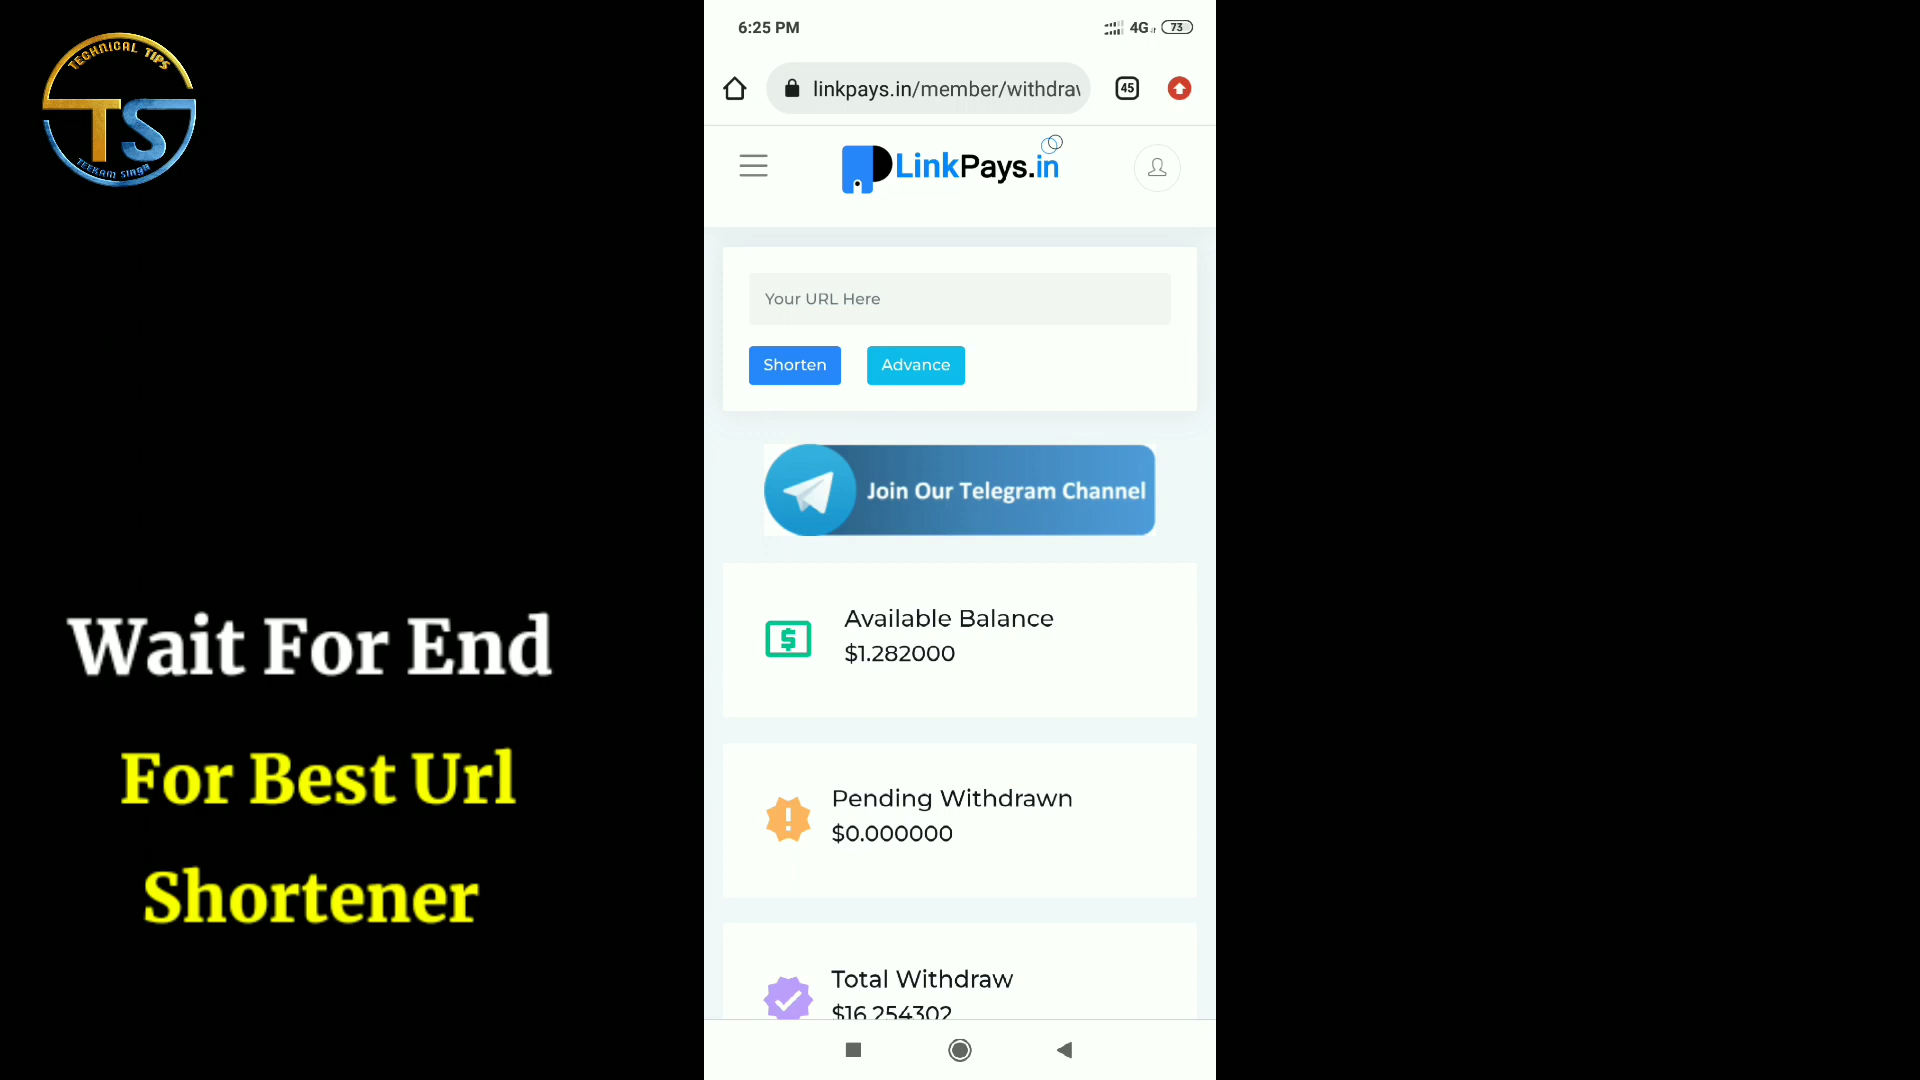 TECHNICAL TIPS
TS
TEEKAM SINGH
Wait For End
For Best Url
Shortener
6:25 PM
4G
73
linkpays.in/member/withdraw
45
LinkPays.in
Your URL Here
Shorten
Advance
Join Our Telegram Channel
Available Balance
$1.282000
Pending Withdrawn
$0.000000
Total Withdraw
$16.254302